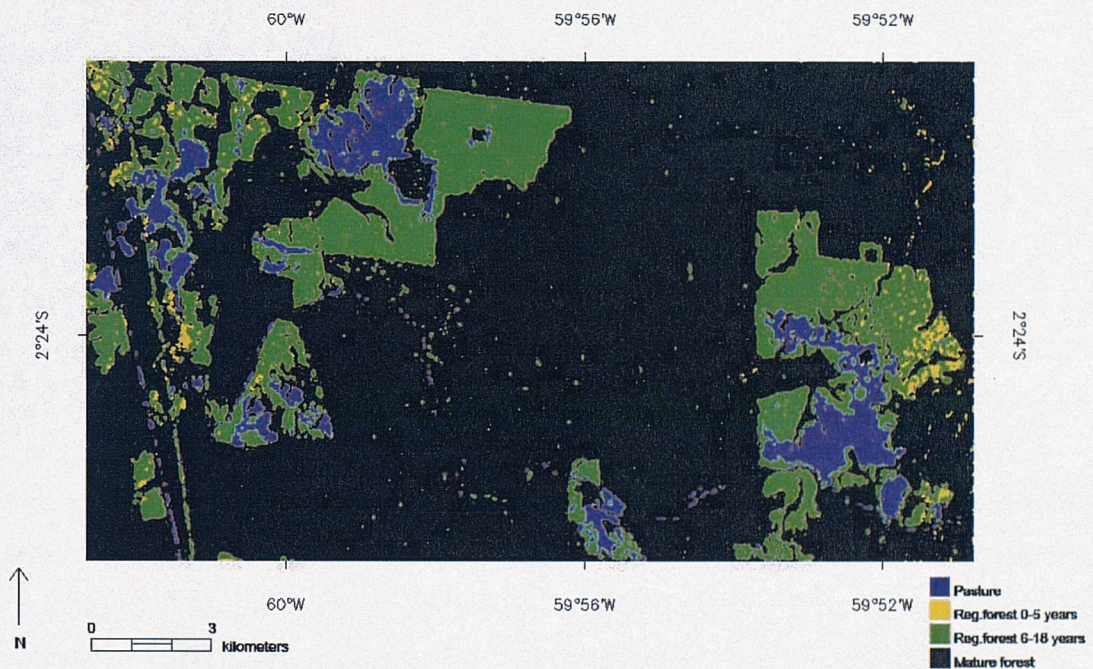 60°W 59°56'W 59°52'W
2°24'S
2°24'S
60°W 59°56'W 59°52'W
N
0 3
kilometers
Pasture
Reg.forest 0-5 years
Reg.forest 6-18 years
Mature forest